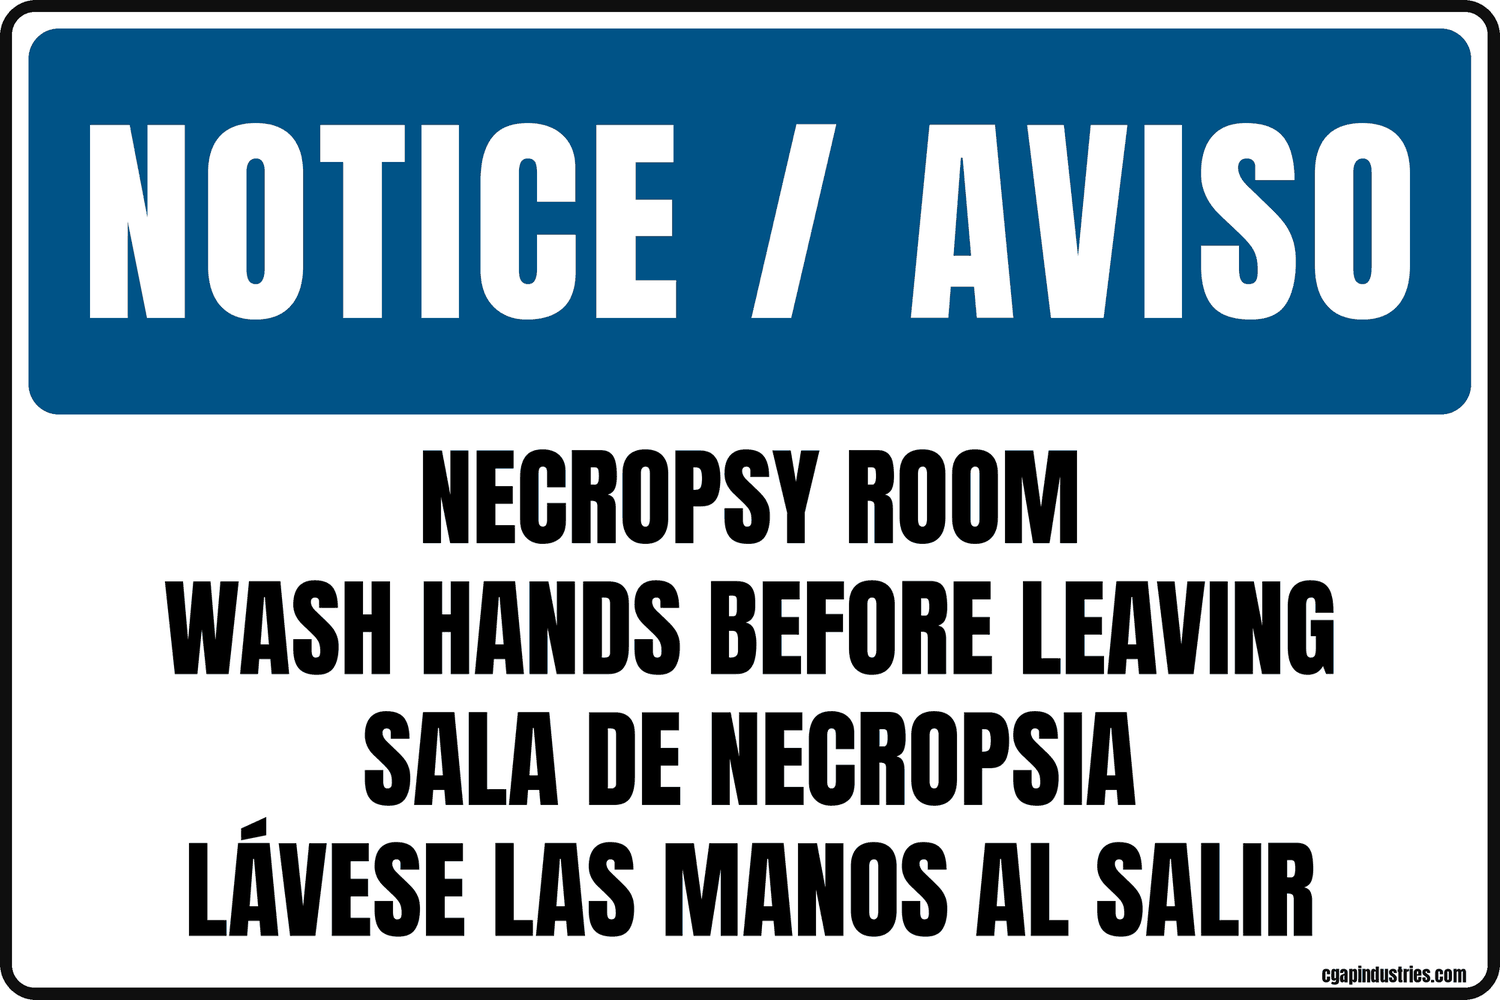 NOTICE / AVISO
NECROPSY ROOM
WASH HANDS BEFORE LEAVING
SALA DE NECROPSIA
LÁVESE LAS MANOS AL SALIR
cgapindustries.com